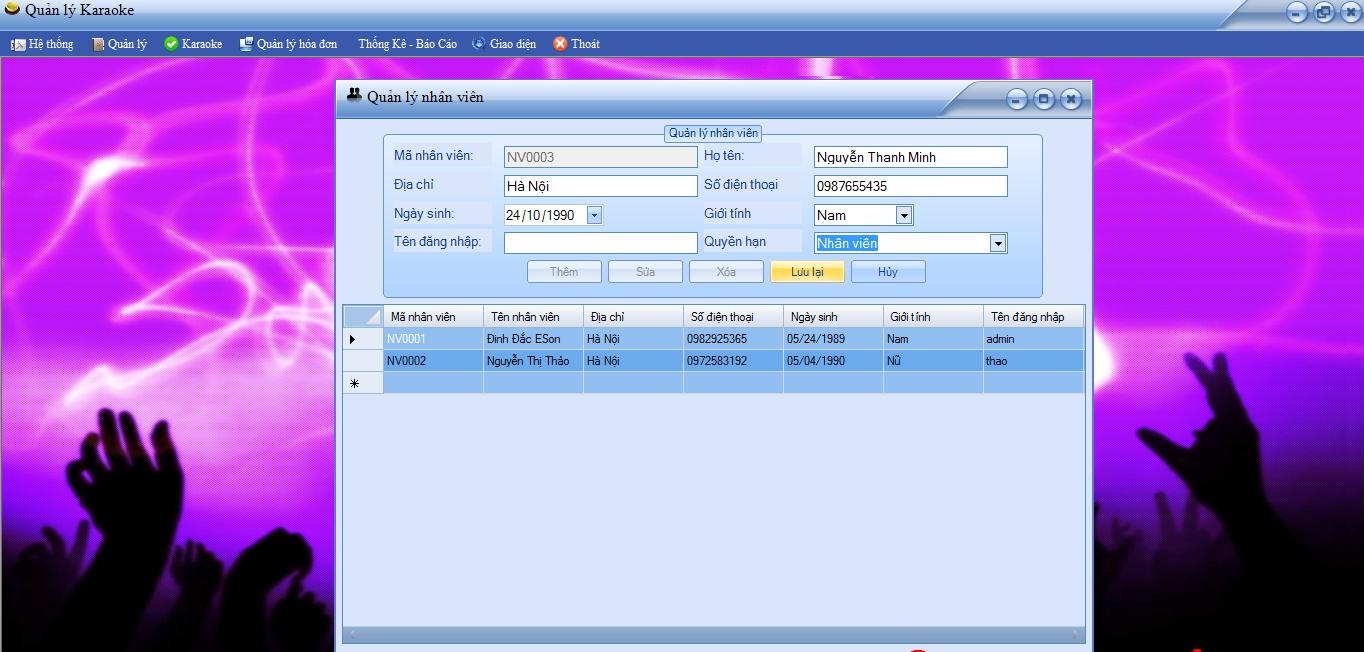 Quản lý Karaoke
Hệ thống Quản lý Karaoke Quản lý hóa đơn Thống Kê - Báo Cáo Giao diện Thoát
Quản lý nhân viên
Quản lý nhân viên
Mã nhân viên: NV0003 Họ tên: Nguyễn Thanh Minh
Địa chỉ Hà Nội Số điện thoại 0987655435
Ngày sinh: 24/10/1990 Giới tính Nam
Tên đăng nhập: Quyền hạn Nhân viên
Thêm Sửa Xóa Lưu lại Hủy
Mã nhân viên Tên nhân viên Địa chỉ Số điện thoại Ngày sinh Giới tính Tên đăng nhập
NV0001 Đinh Đắc ESon Hà Nội 0982925365 05/24/1989 Nam admin
NV0002 Nguyễn Thị Thảo Hà Nội 0972583192 05/04/1990 Nữ thao